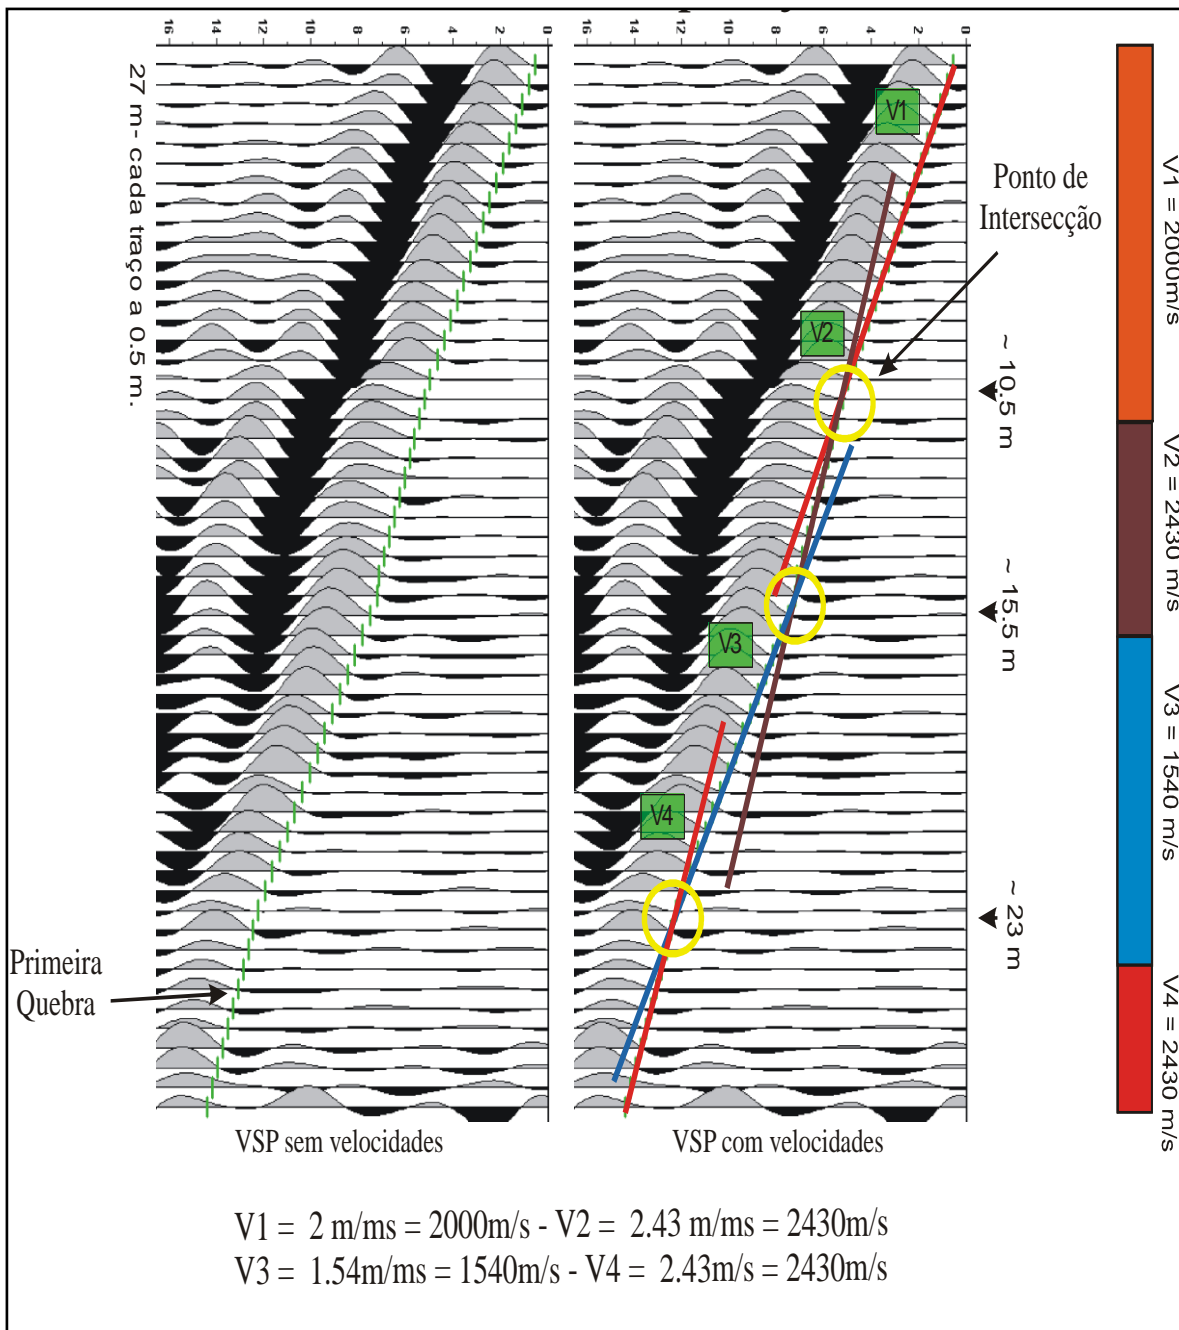 16 14 12 10 8 6 4 2 0
16 14 12 10 8 6 4 2 0
27 m- cada traço a 0.5 m.
V1
V2
V3
V4
Ponto de
Intersecção
~ 10.5 m
~ 15.5 m
~ 23 m
V1 = 2000m/s
V2 = 2430 m/s
V3 = 1540 m/s
V4 = 2430 m/s
Primeira
Quebra
VSP sem velocidades
VSP com velocidades
V1 = 2 m/ms = 2000m/s - V2 = 2.43 m/ms = 2430m/s
V3 = 1.54m/ms = 1540m/s - V4 = 2.43m/s = 2430m/s